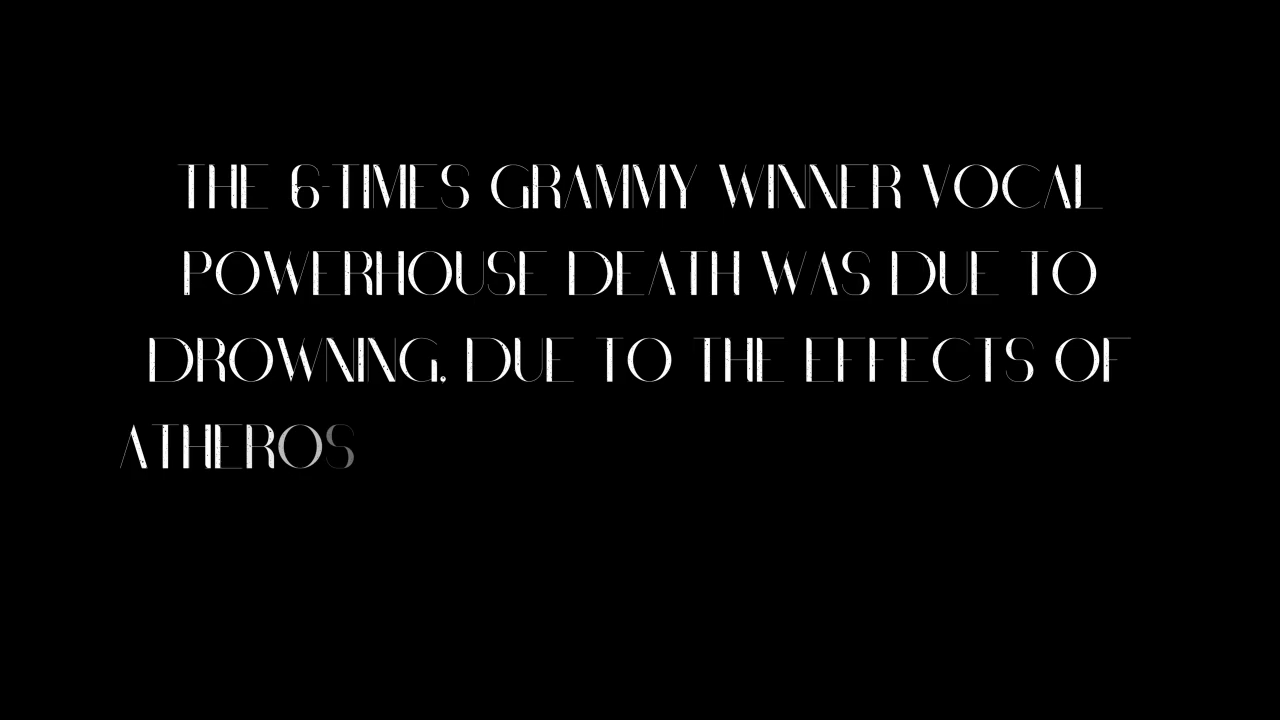 THE 6-TIMES GRAMMY WINNER VOCAL
POWERHOUSE DEATH WAS DUE TO
DROWNING, DUE TO THE EFFECTS OF
ATHEROS